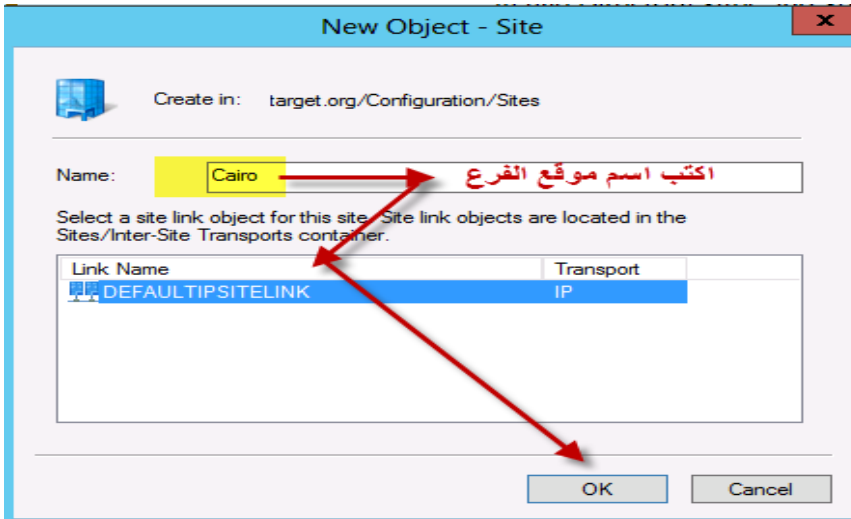 New Object - Site
x
Create in: target.org/Configuration/Sites
Name: Cairo اكتب اسم موقع الفرع
Select a site link object for this site. Site link objects are located in the
Sites/Inter-Site Transports container.
Link Name Transport
DEFAULTIPSITELINK IP
OK Cancel